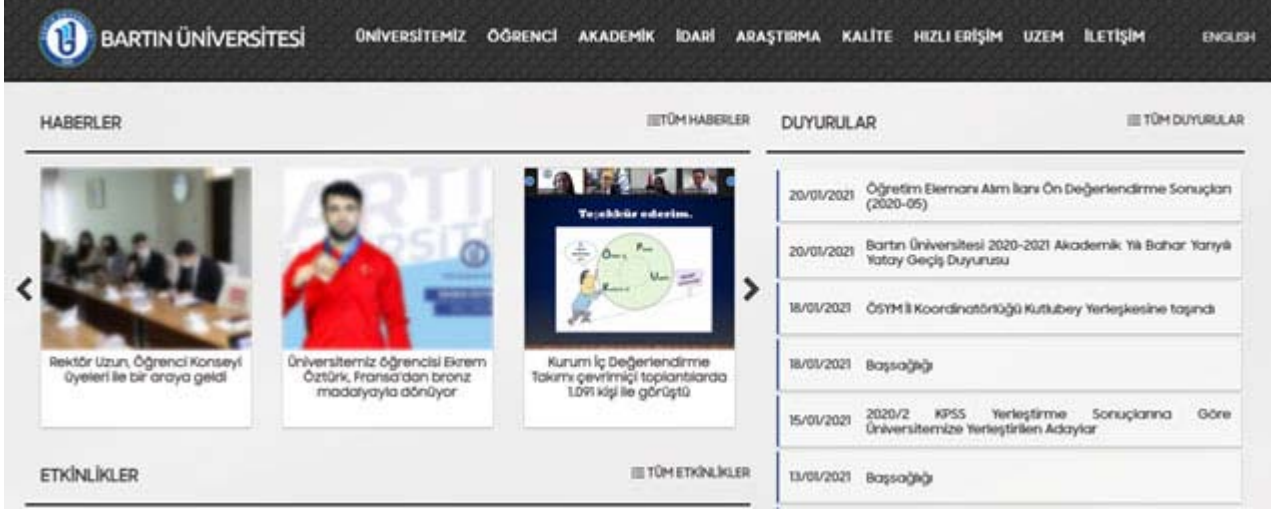 BARTIN ÜNİVERSİTESİ
ÜNİVERSİTEMİZ ÖĞRENCİ AKADEMİK İDARİ ARAŞTIRMA KALİTE HIZLI ERİŞİM UZEM İLETİŞİM ENGLISH
HABERLER
TÜM HABERLER
Teşekkür ederim.
Rektör Uzun, Öğrenci Konseyi
üyeleri ile bir araya geldi
Üniversitemiz öğrencisi Ekrem
Öztürk, Fransa'dan bronz
madalyayla dönüyor
Kurum İç Değerlendirme
Takımı çevrimiçi toplantılarda
1.091 kişi ile görüştü
ETKİNLİKLER
TÜM ETKİNLİKLER
DUYURULAR
TÜM DUYURULAR
20/01/2021 Öğretim Elemanı Alım İlanı Ön Değerlendirme Sonuçları
(2020-05)
20/01/2021 Bartın Üniversitesi 2020-2021 Akademik Yılı Bahar Yarıyılı
Yatay Geçiş Duyurusu
18/01/2021 ÖSYM İl Koordinatörlüğü Kutlubey Yerleşkesine taşındı
18/01/2021 Başsağlığı
15/01/2021 2020/2 KPSS Yerleştirme Sonuçlarına Göre
Üniversitemize Yerleştirilen Adaylar
13/01/2021 Başsağlığı